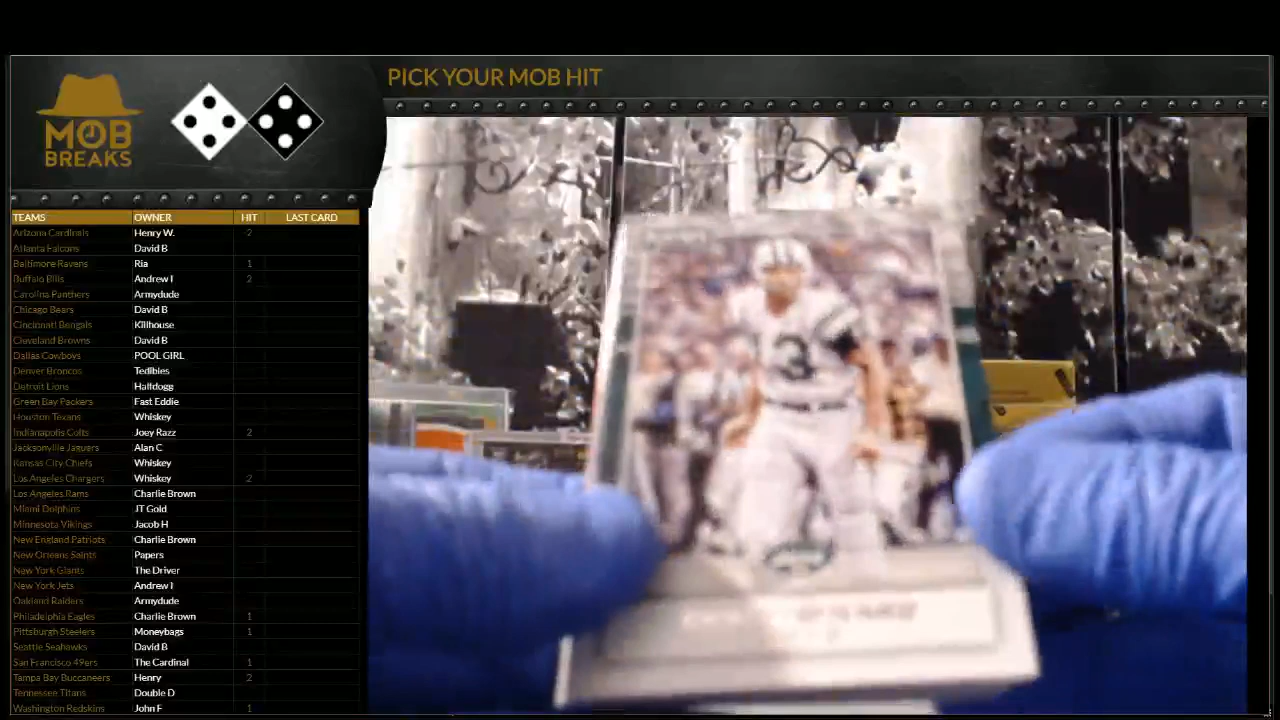 PICK YOUR MOB HIT
MOB
BREAKS
TEAMS OWNER HIT LAST CARD
Arizona Cardinals Henry W. 2
Atlanta Falcons David B
Baltimore Ravens Ria 1
Buffalo Bills Andrew I 2
Carolina Panthers Armydude
Chicago Bears David B
Cincinnati Bengals Killhouse
Cleveland Browns David B
Dallas Cowboys POOL GIRL
Denver Broncos Tedibles
Detroit Lions Halfdogg
Green Bay Packers Fast Eddie
Houston Texans Whiskey
Indianapolis Colts Joey Razz 2
Jacksonville Jaguers Alan C
Kansas City Chiefs Whiskey
Los Angeles Chargers Whiskey 2
Los Angeles Rams Charlie Brown
Miami Dolphins JT Gold
Minnesota Vikings Jacob H
New England Patriots Charlie Brown
New Orleans Saints Papers
New York Giants The Driver
New York Jets Andrew I
Oakland Raiders Armydude
Philadelphia Eagles Charlie Brown 1
Pittsburgh Steelers Moneybags 1
Seattle Seahawks David B
San Francisco 49ers The Cardinal 1
Tampa Bay Buccaneers Henry 2
Tennessee Titans Double D
Washington Redskins John F 1
3